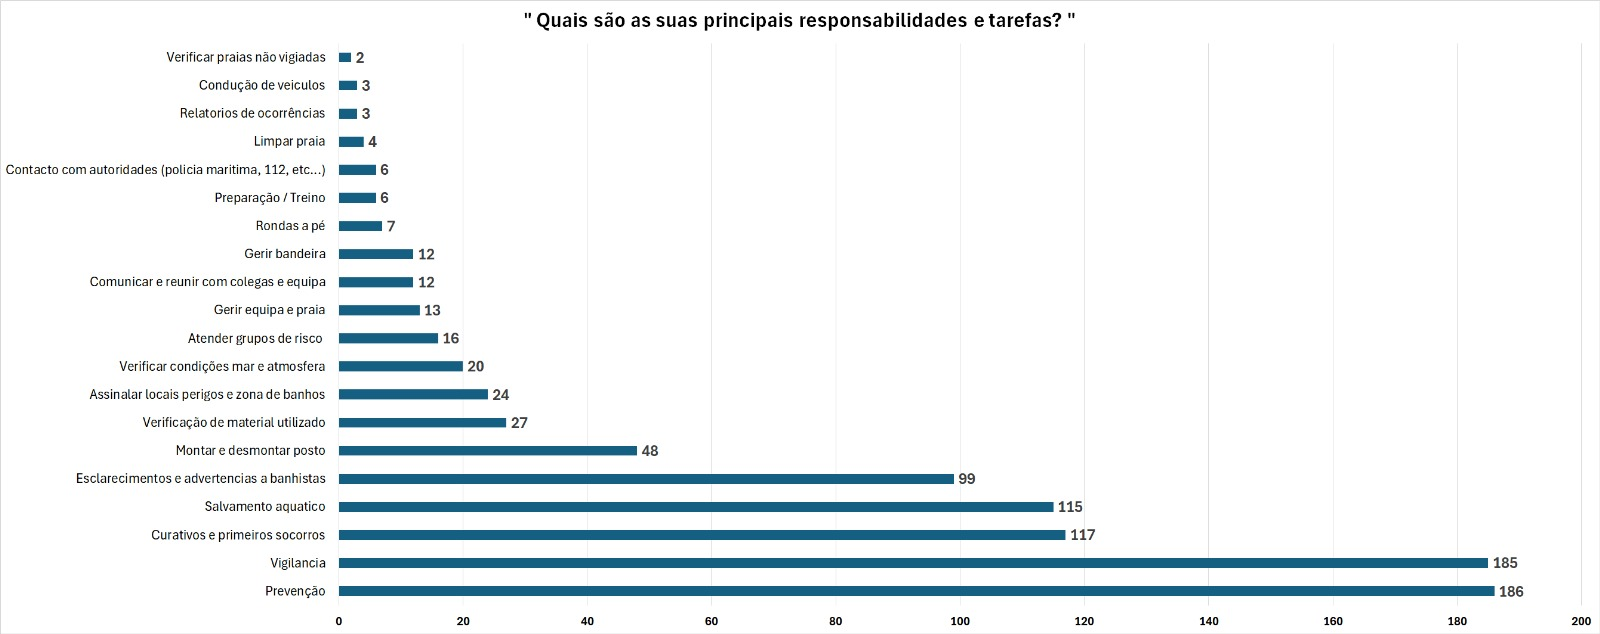 " Quais são as suas principais responsabilidades e tarefas? "
Verificar praias não vigiadas 2
Condução de veiculos 3
Relatorios de ocorrências 3
Limpar praia 4
Contacto com autoridades (policia maritima, 112, etc...) 6
Preparação / Treino 6
Rondas a pé 7
Gerir bandeira 12
Comunicar e reunir com colegas e equipa 12
Gerir equipa e praia 13
Atender grupos de risco 16
Verificar condições mar e atmosfera 20
Assinalar locais perigos e zona de banhos 24
Verificação de material utilizado 27
Montar e desmontar posto 48
Esclarecimentos e advertencias a banhistas 99
Salvamento aquatico 115
Curativos e primeiros socorros 117
Vigilancia 185
Prevenção 186
0 20 40 60 80 100 120 140 160 180 200